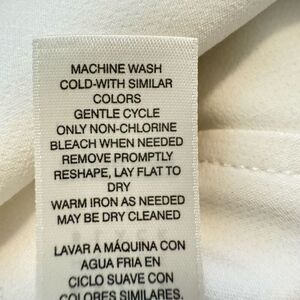 MACHINE WASH
COLD-WITH SIMILAR
COLORS
GENTLE CYCLE
ONLY NON-CHLORINE
BLEACH WHEN NEEDED
REMOVE PROMPTLY
RESHAPE, LAY FLAT TO
DRY
WARM IRON AS NEEDED
MAY BE DRY CLEANED
LAVAR A MÁQUINA CON
AGUA FRIA EN
CICLO SUAVE CON
COLORES SIMILARES.